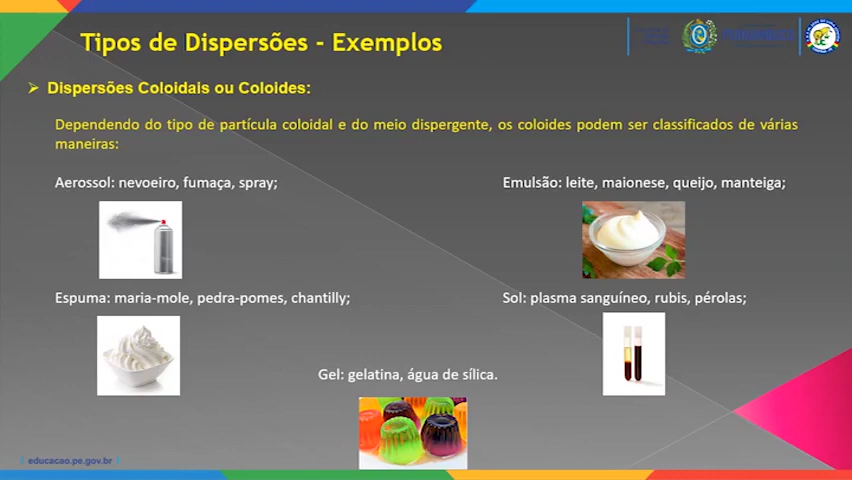 Tipos de Dispersões - Exemplos
Dispersões Coloidais ou Coloides:
Dependendo do tipo de partícula coloidal e do meio dispergente, os coloides podem ser classificados de várias
maneiras:
Aerossol: nevoeiro, fumaça, spray;
Emulsão: leite, maionese, queijo, manteiga;
Espuma: maria-mole, pedra-pomes, chantilly;
Sol: plasma sanguíneo, rubis, pérolas;
Gel: gelatina, água de sílica.
educacao.pe.gov.br